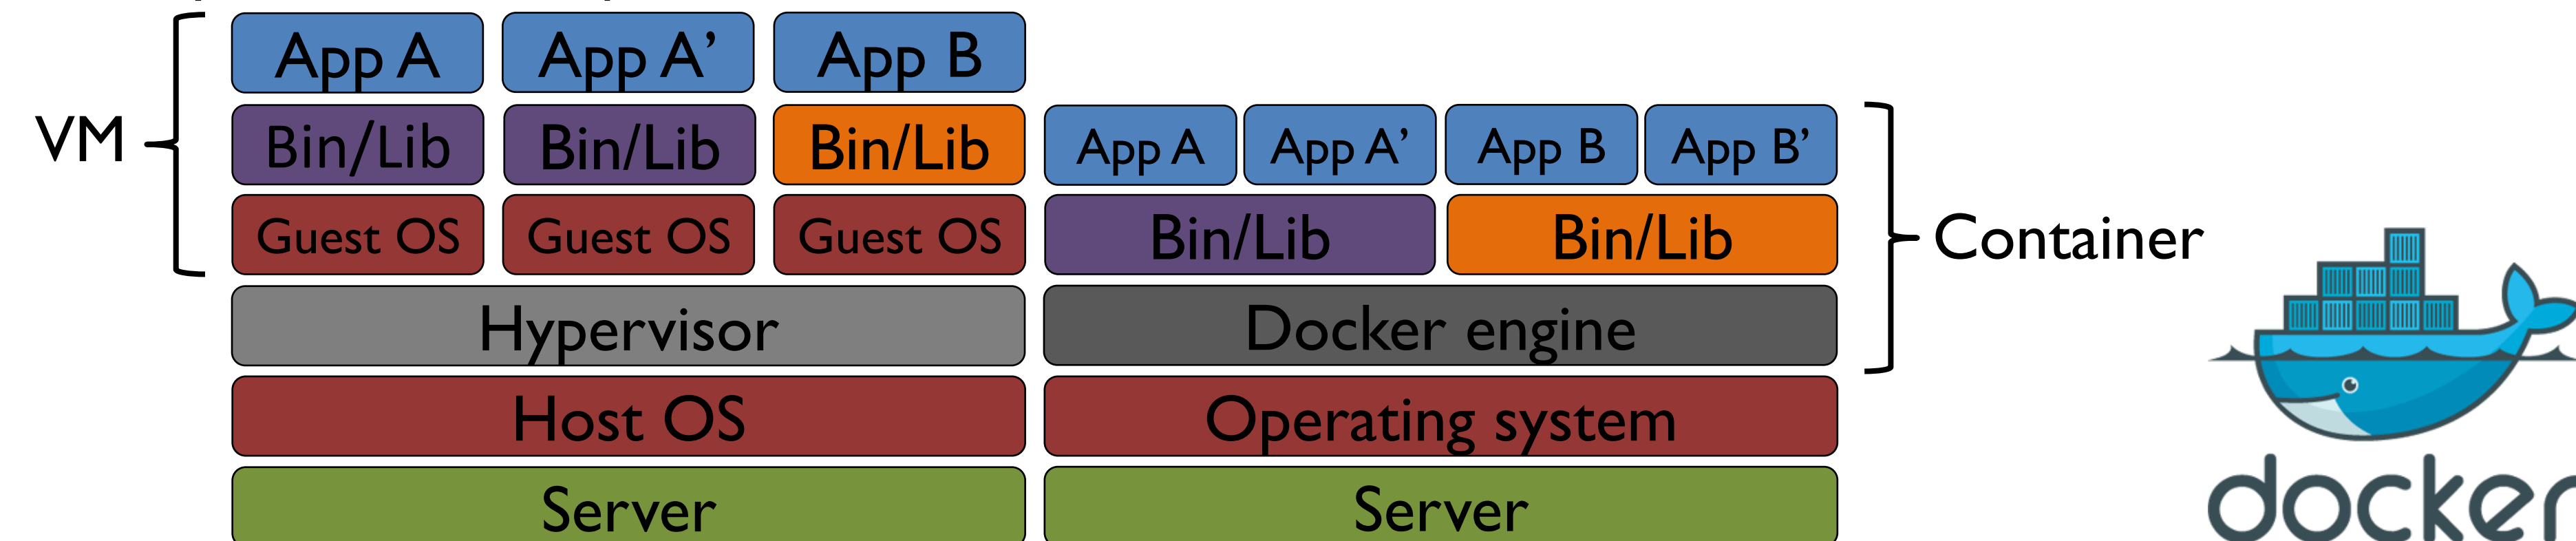 App A App A’ App B
VM
Bin/Lib Bin/Lib Bin/Lib
App A App A’ App B App B’
Guest OS Guest OS Guest OS
Bin/Lib Bin/Lib
Container
Hypervisor
Docker engine
Host OS
Operating system
Server
Server
docker